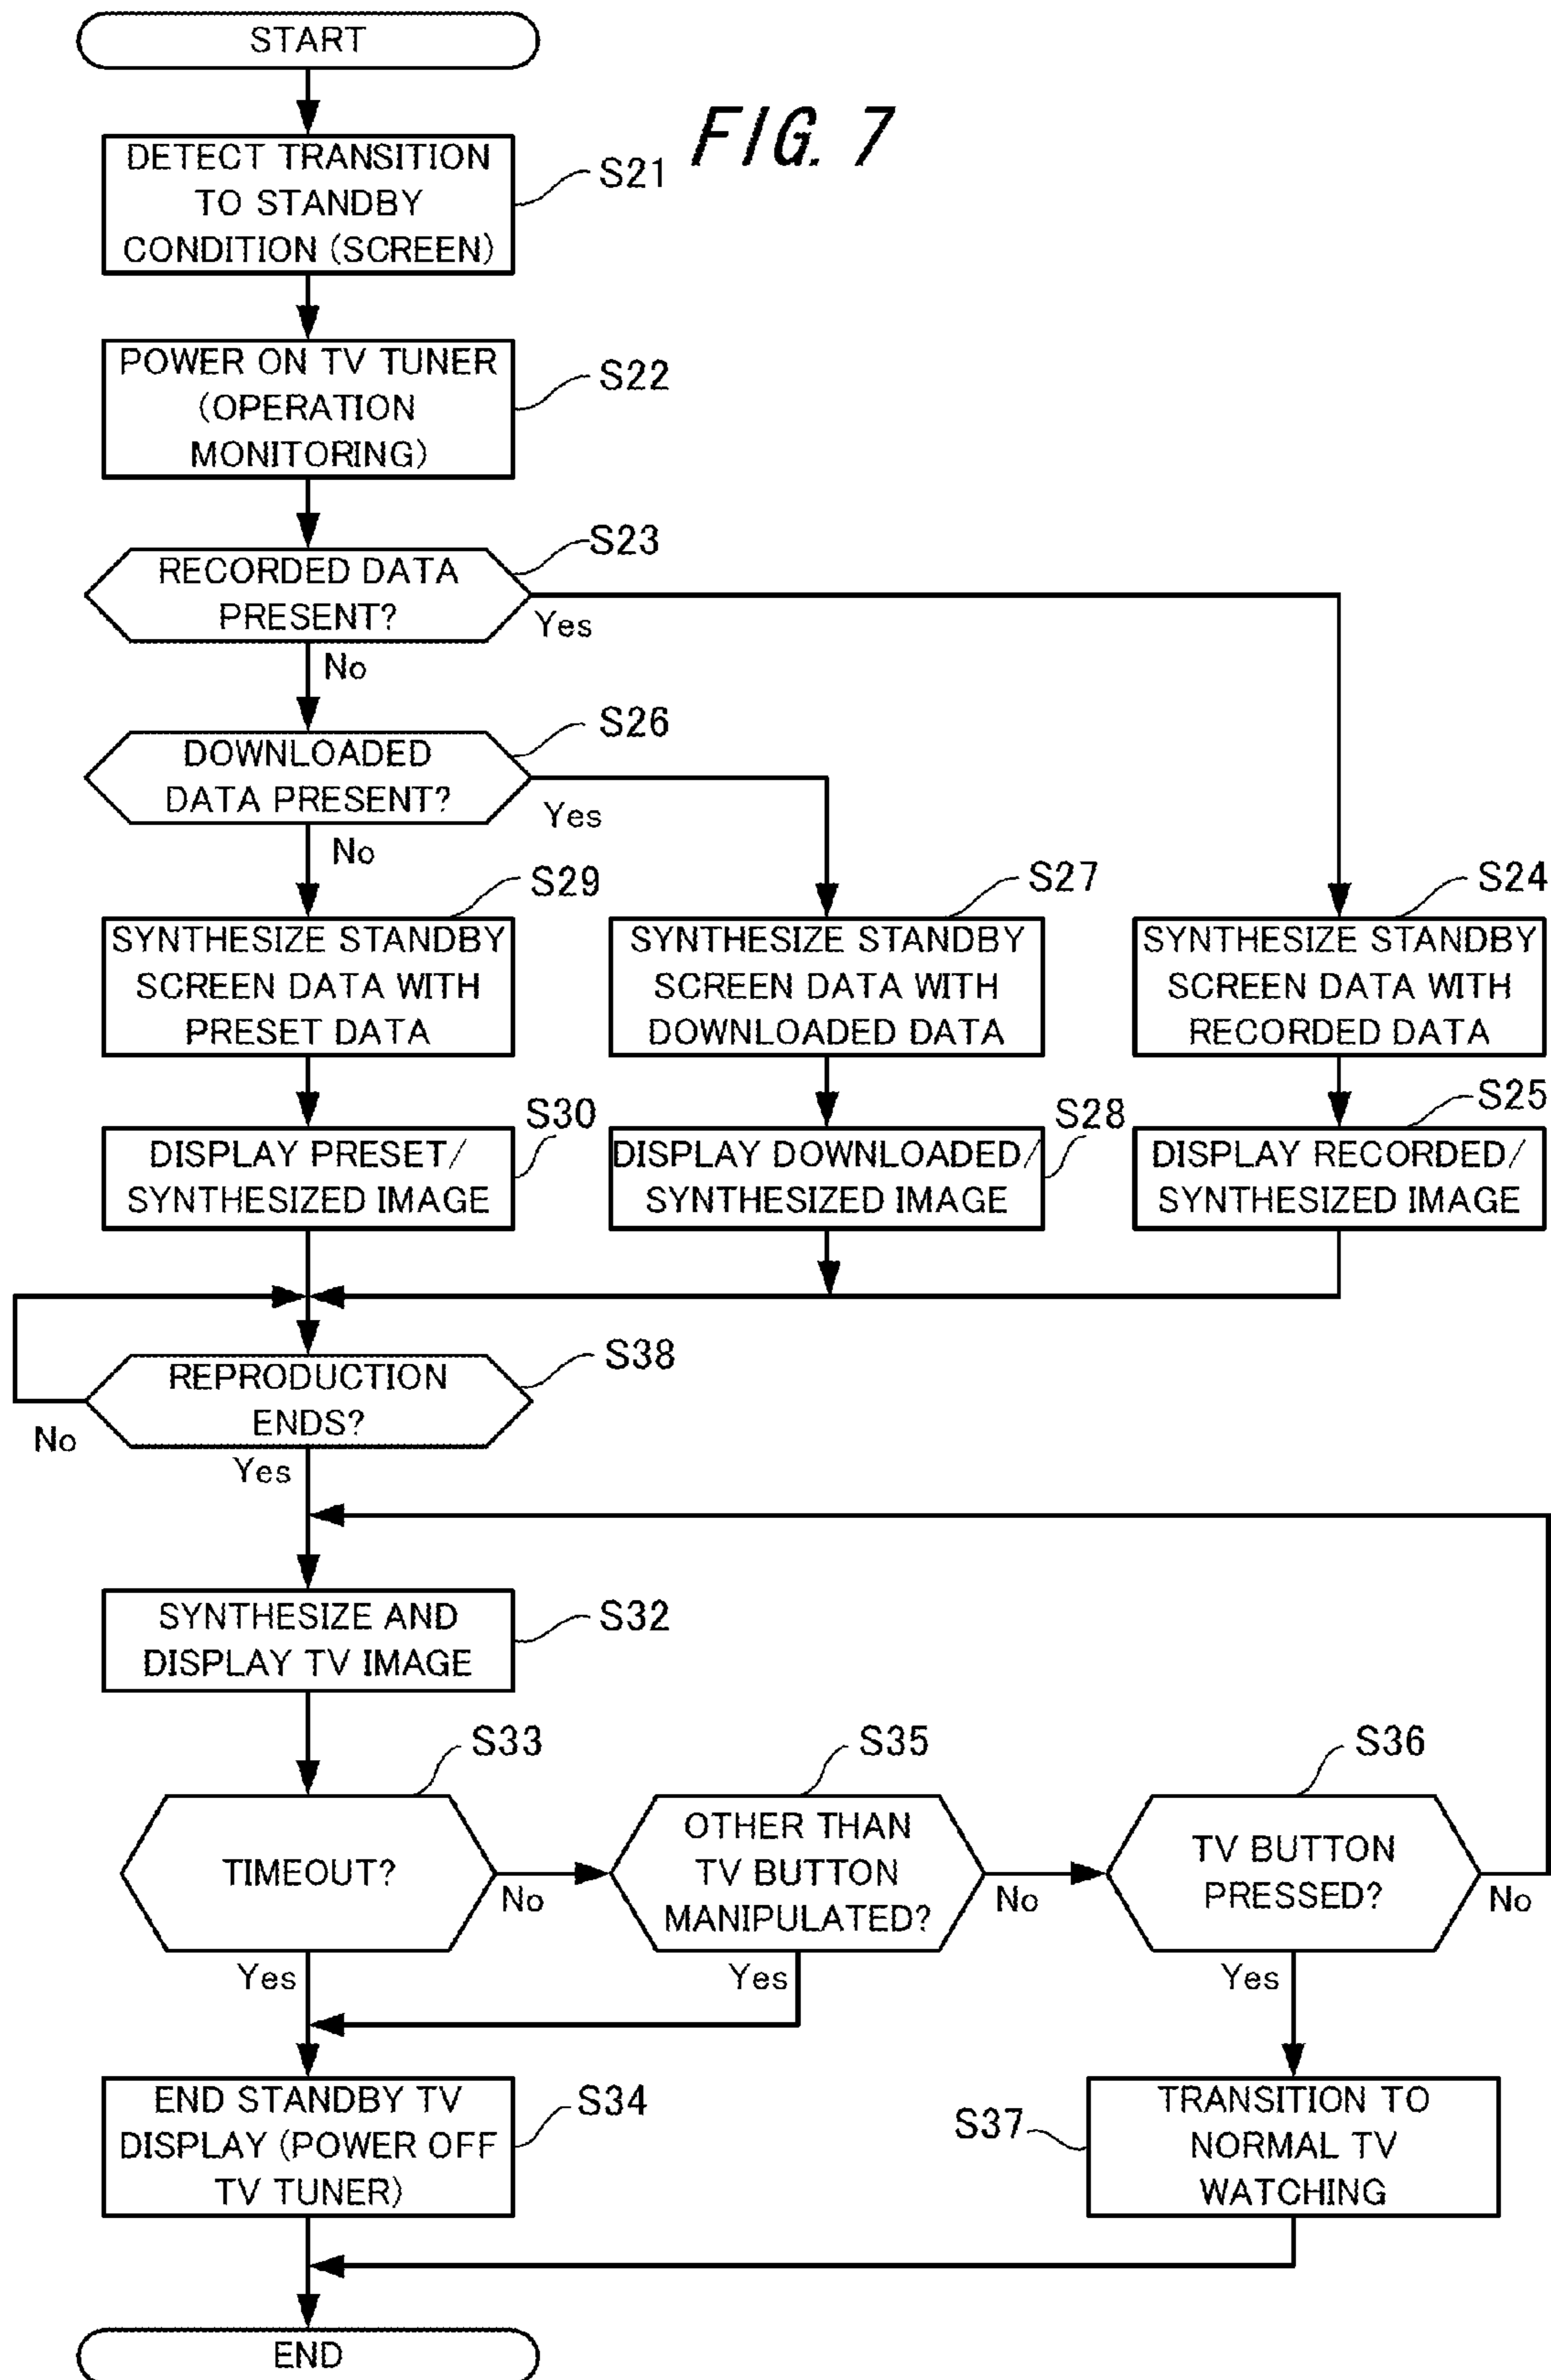 START
FIG. 7
DETECT TRANSITION
TO STANDBY
CONDITION (SCREEN)
S21
POWER ON TV TUNER
(OPERATION
MONITORING)
S22
S23
RECORDED DATA
PRESENT?
Yes
No
S26
DOWNLOADED
DATA PRESENT?
Yes
No
S29
S27
S24
SYNTHESIZE STANDBY
SCREEN DATA WITH
PRESET DATA
SYNTHESIZE STANDBY
SCREEN DATA WITH
DOWNLOADED DATA
SYNTHESIZE STANDBY
SCREEN DATA WITH
RECORDED DATA
S30
S28
S25
DISPLAY PRESET/
SYNTHESIZED IMAGE
DISPLAY DOWNLOADED/
SYNTHESIZED IMAGE
DISPLAY RECORDED/
SYNTHESIZED IMAGE
S38
REPRODUCTION
ENDS?
No
Yes
SYNTHESIZE AND
DISPLAY TV IMAGE
S32
S33
S35
S36
TIMEOUT?
No
OTHER THAN
TV BUTTON
MANIPULATED?
No
TV BUTTON
PRESSED?
No
Yes
Yes
Yes
END STANDBY TV
DISPLAY (POWER OFF
TV TUNER)
S34
S37
TRANSITION TO
NORMAL TV
WATCHING
END